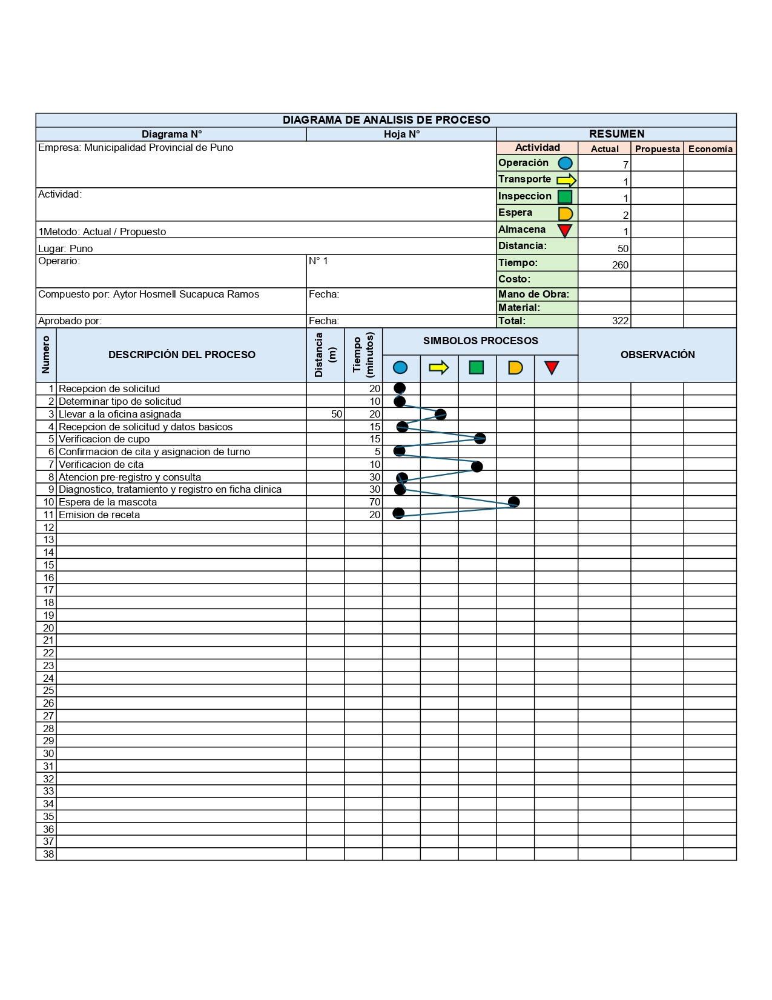 DIAGRAMA DE ANALISIS DE PROCESO
Diagrama N° Hoja N° RESUMEN
Empresa: Municipalidad Provincial de Puno
Actividad Actual Propuesta Economía
Operación 7
Transporte 1
Actividad:
Inspeccion 1
Espera 2
1Metodo: Actual / Propuesto
Almacena 1
Lugar: Puno
Distancia: 50
Operario: N° 1
Tiempo: 260
Costo:
Compuesto por: Aytor Hosmell Sucapuca Ramos Fecha:
Mano de Obra:
Material:
Aprobado por: Fecha:
Total: 322
Numero DESCRIPCIÓN DEL PROCESO Distancia (m) Tiempo (minutos) SIMBOLOS PROCESOS OBSERVACIÓN
1 Recepcion de solicitud 20
2 Determinar tipo de solicitud 10
3 Llevar a la oficina asignada 50 20
4 Recepcion de solicitud y datos basicos 15
5 Verificacion de cupo 15
6 Confirmacion de cita y asignacion de turno 5
7 Verificacion de cita 10
8 Atencion pre-registro y consulta 30
9 Diagnostico, tratamiento y registro en ficha clinica 30
10 Espera de la mascota 70
11 Emision de receta 20
12
13
14
15
16
17
18
19
20
21
22
23
24
25
26
27
28
29
30
31
32
33
34
35
36
37
38